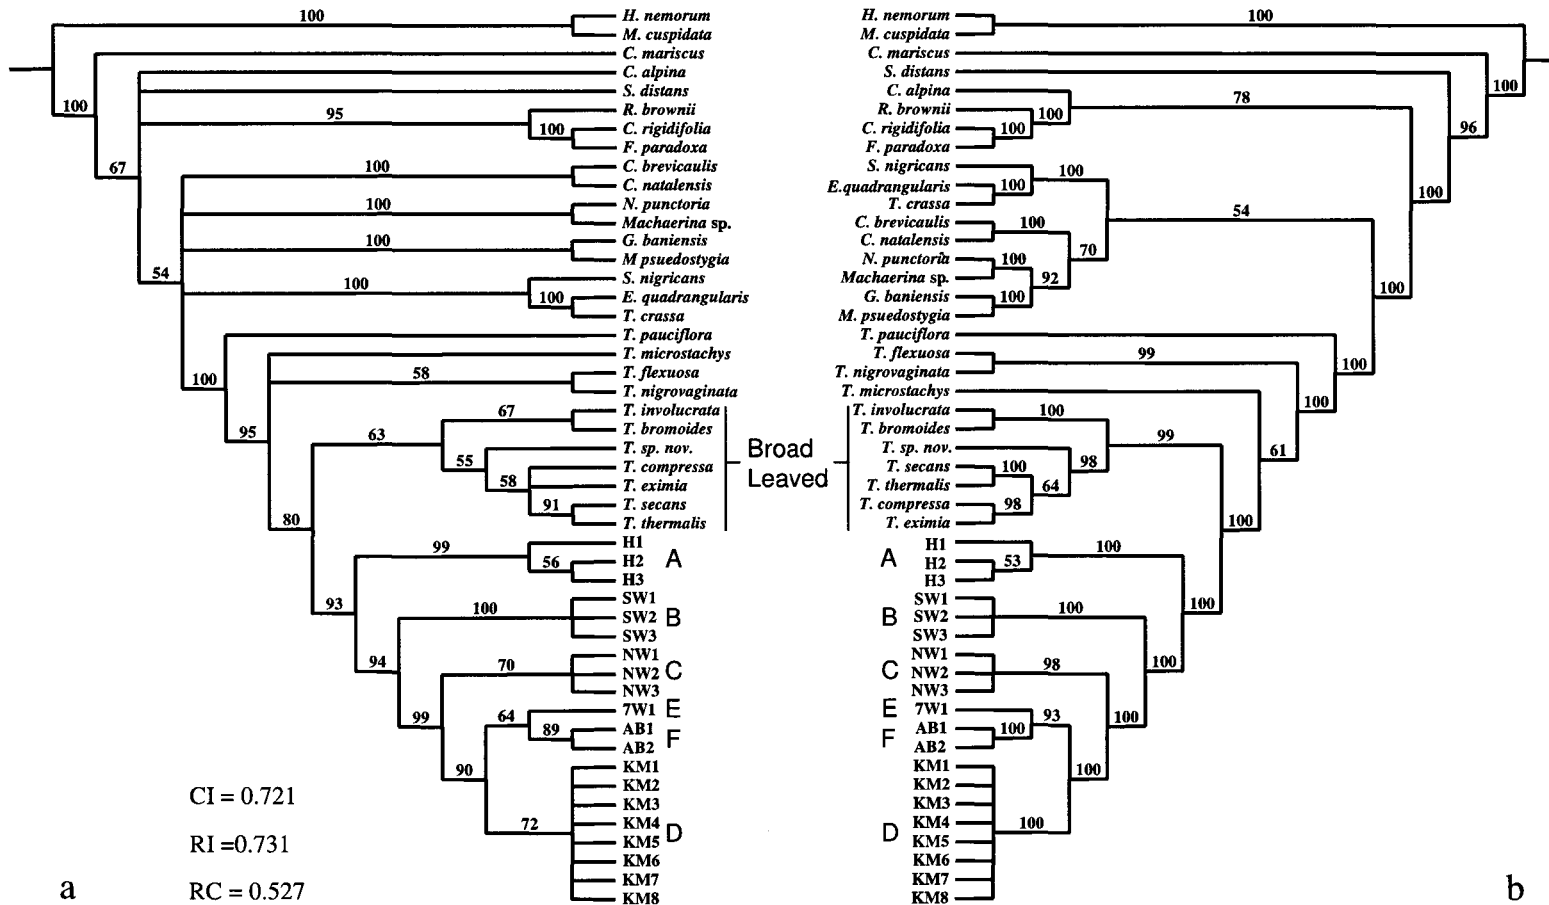 100
H. nemorum
M. cuspidata
C. mariscus
C. alpina
S. distans
100
95
R. brownii
100
C. rigidifolia
F. paradoxa
67
100
C. brevicaulis
C. natalensis
100
N. punctoria
Machaerina sp.
100
G. baniensis
M psuedostygia
54
S. nigricans
100
100
E. quadrangularis
T. crassa
T. pauciflora
T. microstachys
100
58
T. flexuosa
T. nigrovaginata
67
T. involucrata
T. bromoides
95
63
T. sp. nov.
55
T. compressa
58
T. eximia
91
T. secans
T. thermalis
80
Broad
Leaved
99
H1
56
H2
H3
A
93
100
SW1
SW2
SW3
B
94
70
NW1
NW2
NW3
C
99
64
7W1
E
89
AB1
AB2
F
90
72
KM1
KM2
KM3
KM4
KM5
KM6
KM7
KM8
D
CI = 0.721
RI =0.731
RC = 0.527
a
H. nemorum
M. cuspidata
100
C. mariscus
S. distans
100
C. alpina
78
R. brownii
100
C. rigidifolia
100
F. paradoxa
96
S. nigricans
100
E.quadrangularis
100
T. crassa
100
C. brevicaulis
100
C. natalensis
54
70
N. punctoria
100
Machaerina sp.
92
G. baniensis
100
M. psuedostygia
100
T. pauciflora
T. flexuosa
99
T. nigrovaginata
100
T. microstachys
T. involucrata
100
T. bromoides
100
99
T. sp. nov.
98
T. secans
100
T. thermalis
64
T. compressa
98
T. eximia
61
100
A
H1
100
H2
53
H3
B
SW1
SW2
100
SW3
100
C
NW1
NW2
98
NW3
100
E
7W1
93
F
AB1
100
AB2
100
D
KM1
KM2
KM3
KM4
KM5
KM6
KM7
KM8
100
100
b